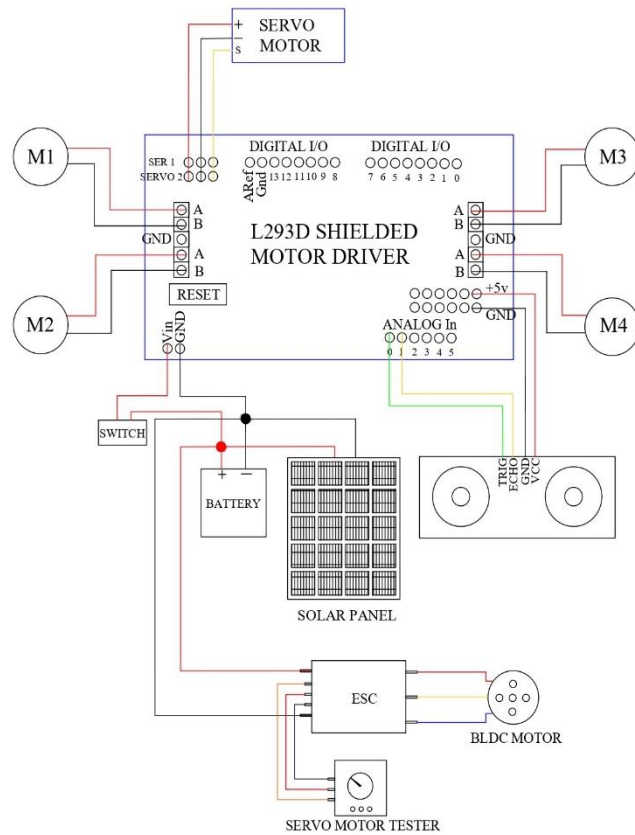 +
−
S
SERVO
MOTOR
M1
M3
SER 1
SERVO 2
DIGITAL I/O
DIGITAL I/O
ARef
Gnd
13 12 11 10 9 8
7 6 5 4 3 2 1 0
A
B
GND
A
B
L293D SHIELDED
MOTOR DRIVER
A
B
GND
A
B
M2
M4
RESET
+5v
GND
Vin
GND
ANALOG In
0 1 2 3 4 5
SWITCH
TRIG
ECHO
GND
VCC
+ −
BATTERY
SOLAR PANEL
ESC
BLDC MOTOR
SERVO MOTOR TESTER